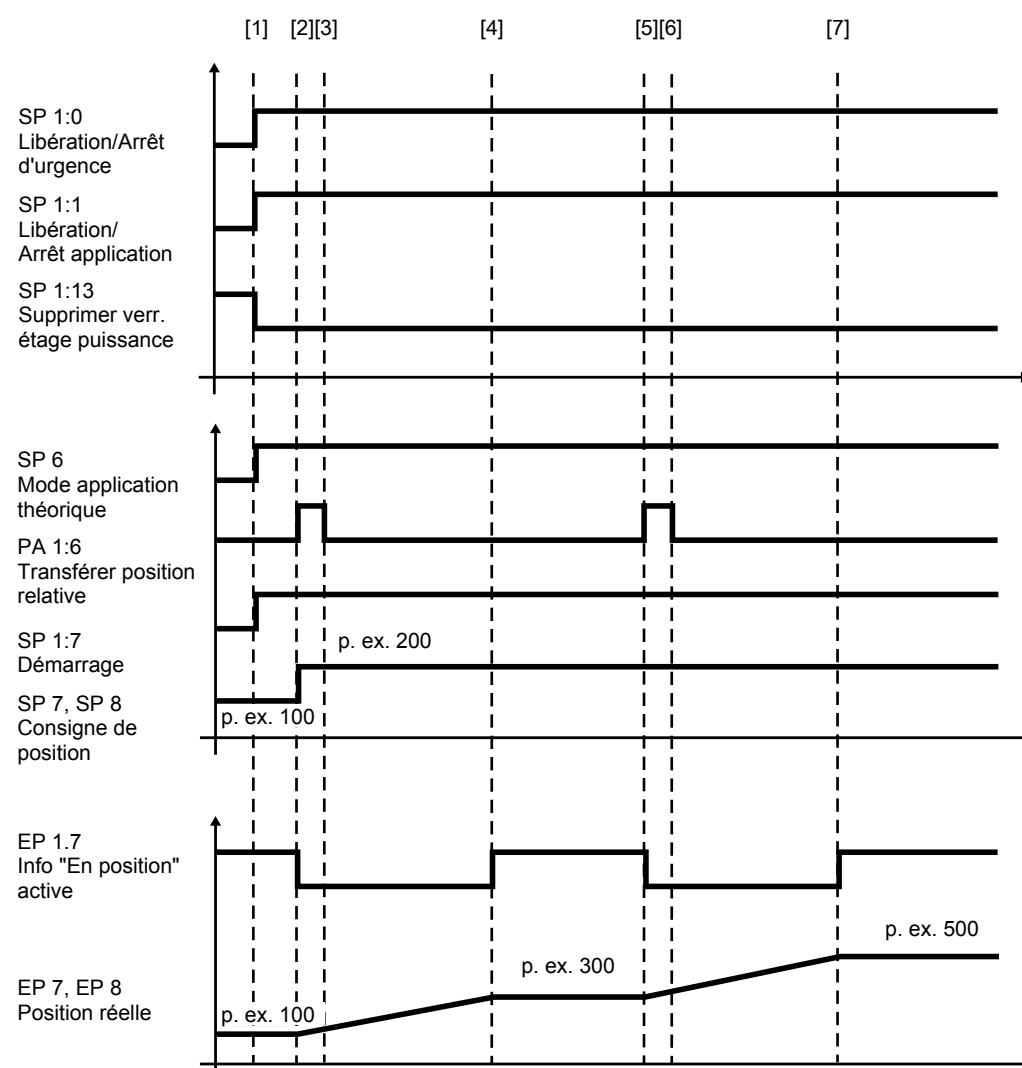 [1] [2][3] [4] [5][6] [7]
SP 1:0
Libération/Arrêt
d'urgence
SP 1:1
Libération/
Arrêt application
SP 1:13
Supprimer verr.
étage puissance
SP 6
Mode application
théorique
PA 1:6
Transférer position
relative
SP 1:7
Démarrage
p. ex. 200
SP 7, SP 8
Consigne de
position
p. ex. 100
EP 1.7
Info "En position"
active
p. ex. 500
p. ex. 300
EP 7, EP 8
Position réelle
p. ex. 100